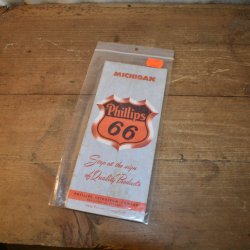 MICHIGAN
Phillips
66
Stop at the sign
of Quality Products
PHILLIPS PETROLEUM COMPANY